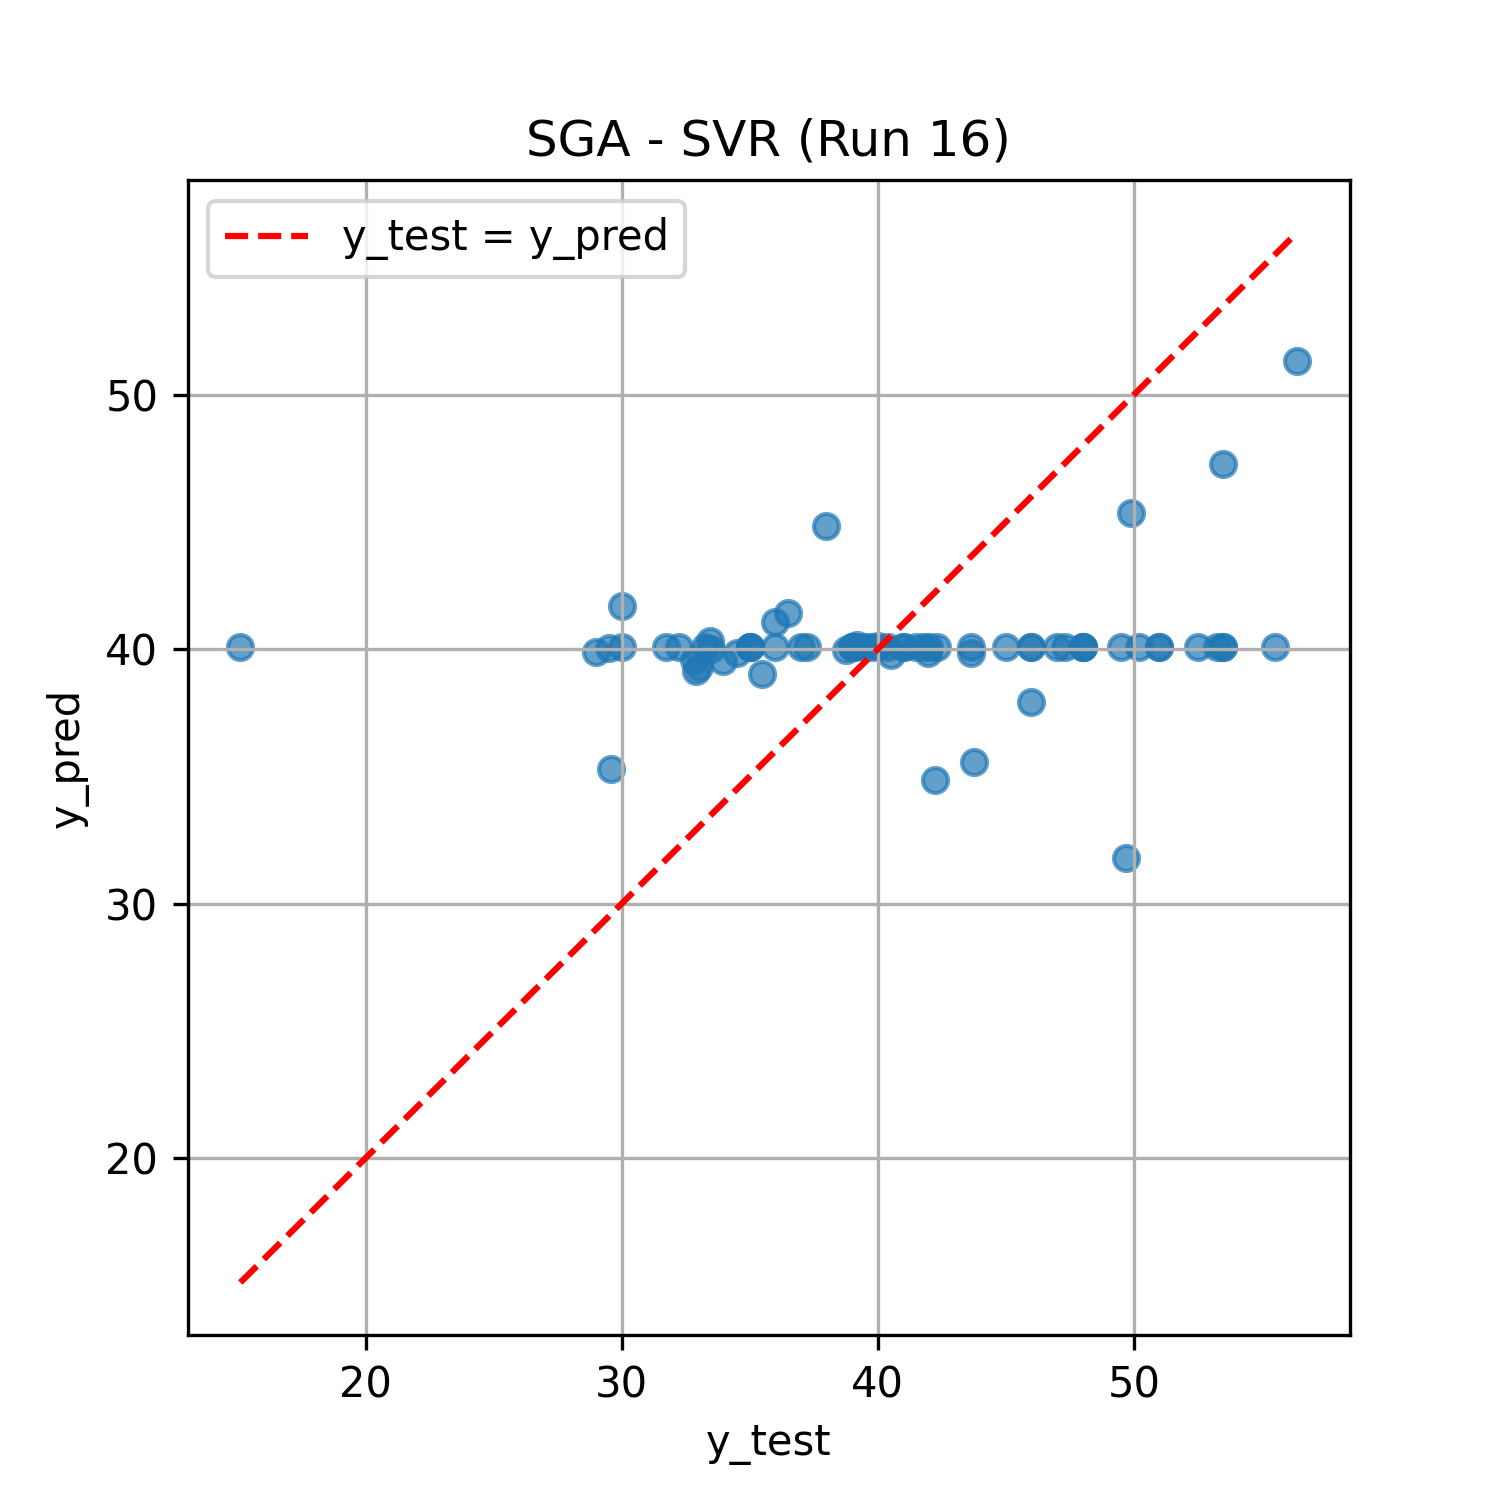 SGA - SVR (Run 16)
y_test = y_pred
50
40
30
20
y_pred
20 30 40 50
y_test